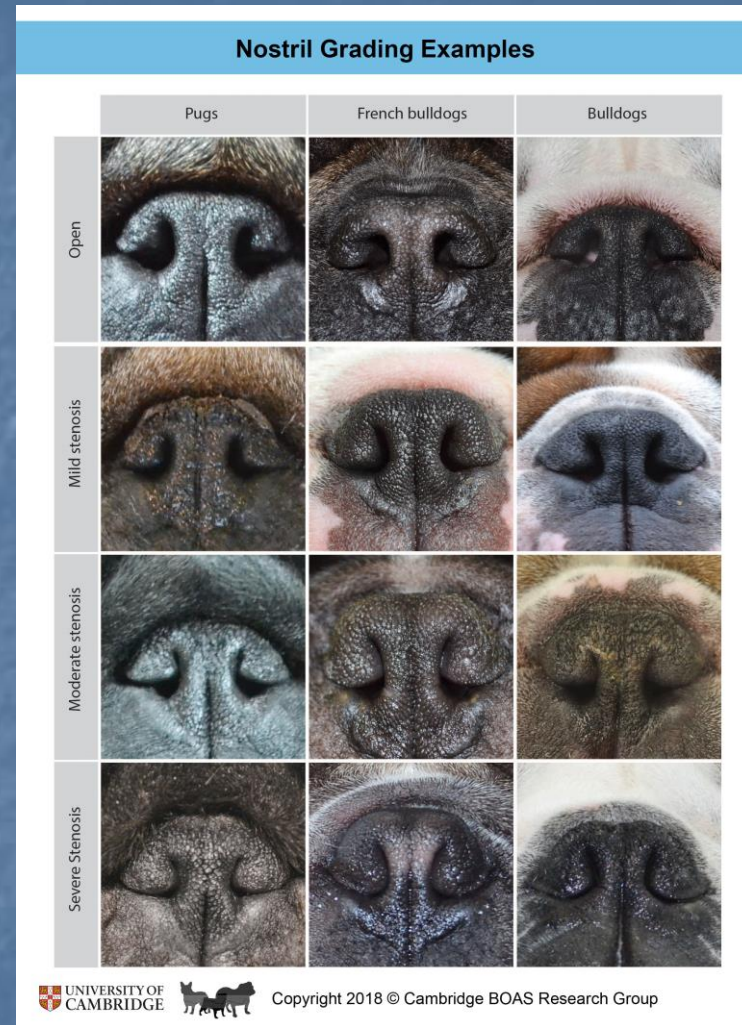 Nostril Grading Examples
Pugs
French bulldogs
Bulldogs
Open
Mild stenosis
Moderate stenosis
Severe Stenosis
UNIVERSITY OF
CAMBRIDGE
Copyright 2018 © Cambridge BOAS Research Group